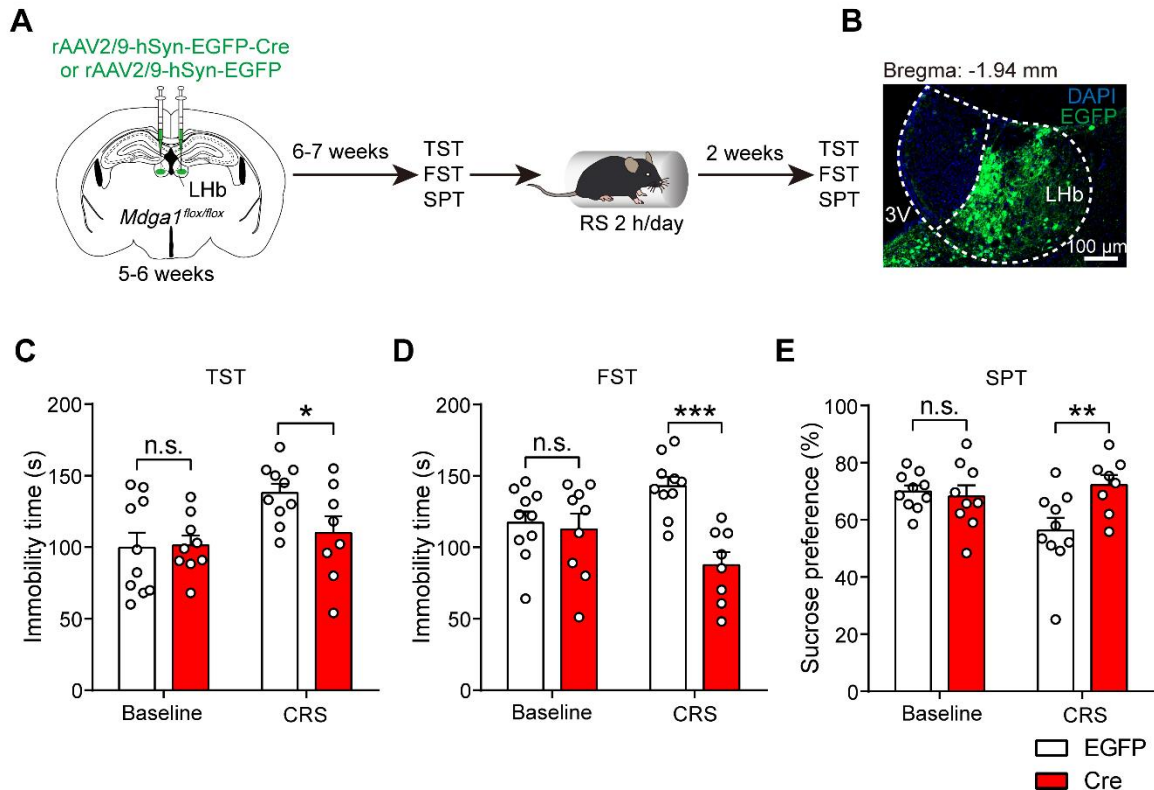 A
rAAV2/9-hSyn-EGFP-Cre
or rAAV2/9-hSyn-EGFP
LHb
Mdga1flox/flox
5-6 weeks
6-7 weeks
TST
FST
SPT
RS 2 h/day
2 weeks
TST
FST
SPT
B
Bregma: -1.94 mm
DAPI
EGFP
LHb
3V
100 μm
C
TST
Immobility time (s)
200
150
100
50
0
n.s.
*
Baseline
CRS
D
FST
Immobility time (s)
200
150
100
50
0
n.s.
***
Baseline
CRS
E
SPT
Sucrose preference (%)
100
80
60
40
20
0
n.s.
**
Baseline
CRS
EGFP
Cre